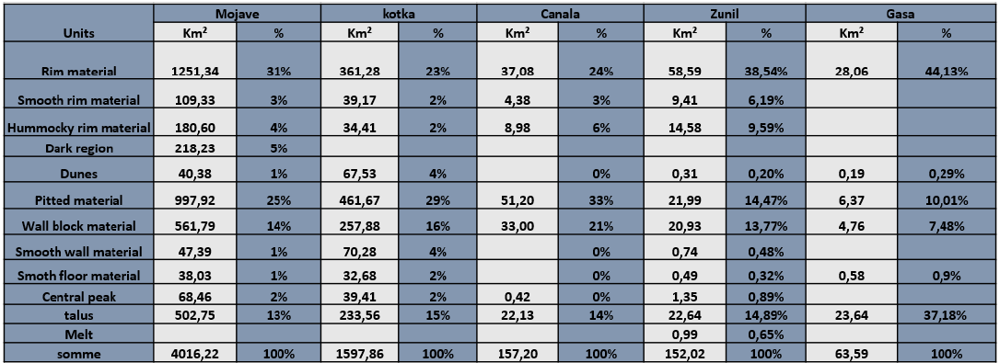 Mojave kotka Canala Zunil Gasa
Units Km² % Km² % Km² % Km² % Km² %
Rim material 1251,34 31% 361,28 23% 37,08 24% 58,59 38,54% 28,06 44,13%
Smooth rim material 109,33 3% 39,17 2% 4,38 3% 9,41 6,19%
Hummocky rim material 180,60 4% 34,41 2% 8,98 6% 14,58 9,59%
Dark region 218,23 5%
Dunes 40,38 1% 67,53 4% 0% 0,31 0,20% 0,19 0,29%
Pitted material 997,92 25% 461,67 29% 51,20 33% 21,99 14,47% 6,37 10,01%
Wall block material 561,79 14% 257,88 16% 33,00 21% 20,93 13,77% 4,76 7,48%
Smooth wall material 47,39 1% 70,28 4% 0% 0,74 0,48%
Smoth floor material 38,03 1% 32,68 2% 0% 0,49 0,32% 0,58 0,9%
Central peak 68,46 2% 39,41 2% 0,42 0% 1,35 0,89%
talus 502,75 13% 233,56 15% 22,13 14% 22,64 14,89% 23,64 37,18%
Melt 0,99 0,65%
somme 4016,22 100% 1597,86 100% 157,20 100% 152,02 100% 63,59 100%